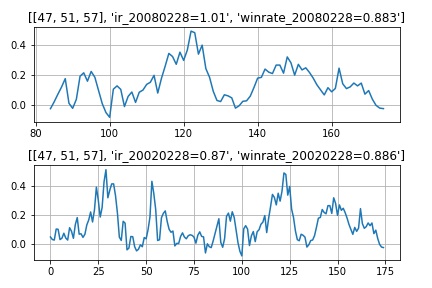 [[47, 51, 57], 'ir_20080228=1.01', 'winrate_20080228=0.883']
0.4
0.2
0.0
80 100 120 140 160
[[47, 51, 57], 'ir_20020228=0.87', 'winrate_20020228=0.886']
0.4
0.2
0.0
0 25 50 75 100 125 150 175